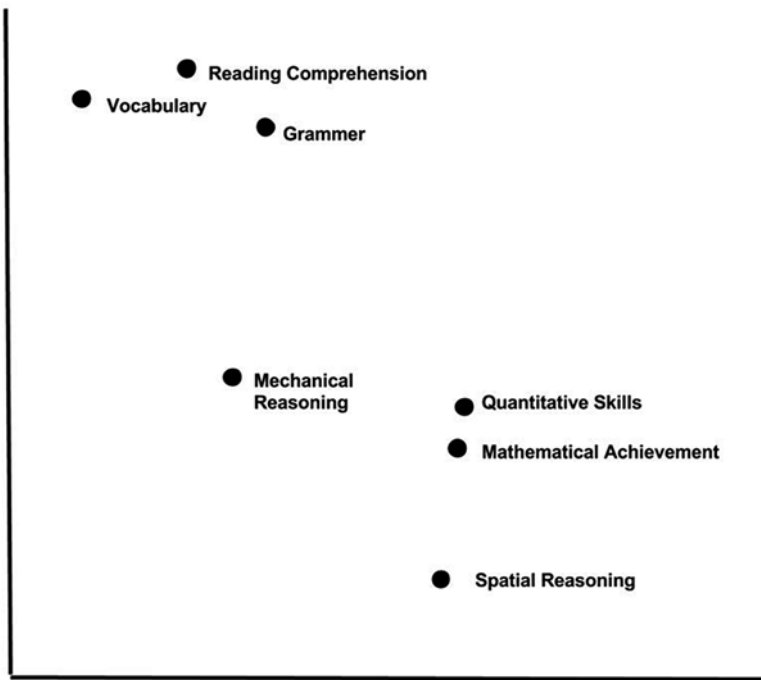 Reading Comprehension
Vocabulary
Grammer
Mechanical
Reasoning
Quantitative Skills
Mathematical Achievement
Spatial Reasoning